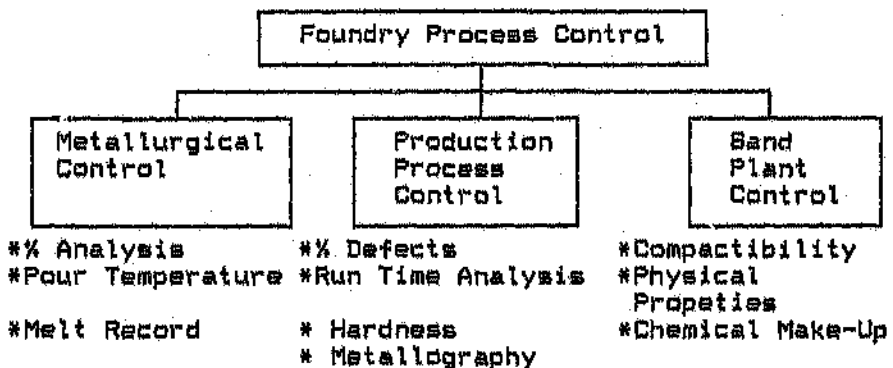 Foundry Process Control
Metallurgical
Control
Production
Process
Control
Sand
Plant
Control
*% Analysis
*Pour Temperature
*Melt Record
*% Defects
*Run Time Analysis
* Hardness
* Metallography
*Compactibility
*Physical
Propeties
*Chemical Make-Up